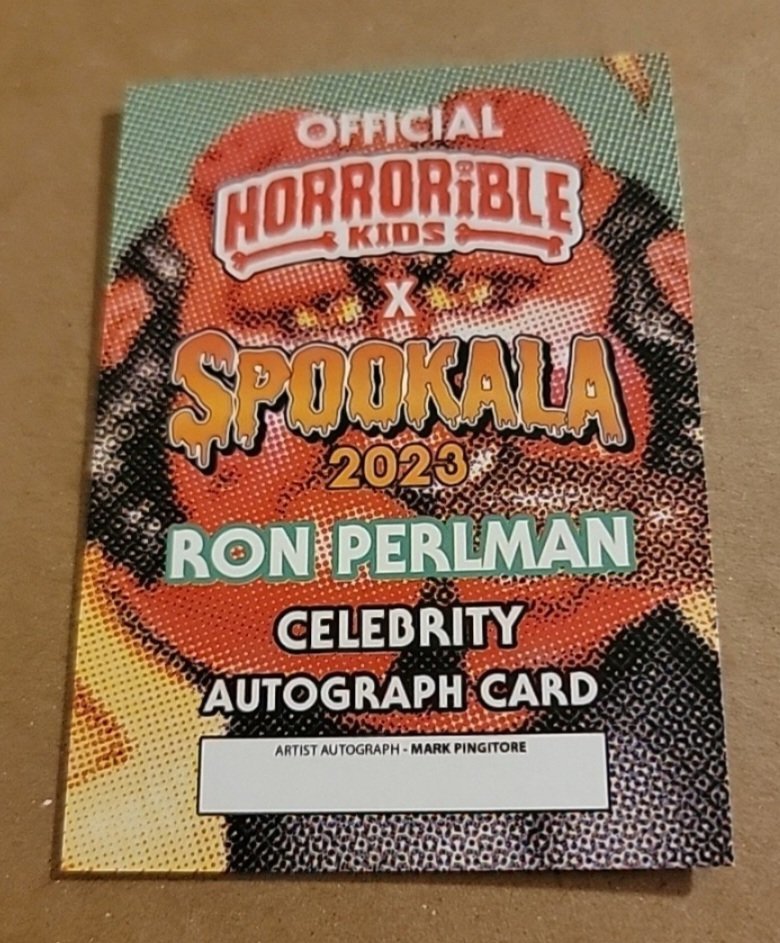 OFFICIAL
HORRORiBLE
KIDS
X
SPOOKALA
2023
RON PERLMAN
CELEBRITY
AUTOGRAPH CARD
ARTIST AUTOGRAPH - MARK PINGITORE